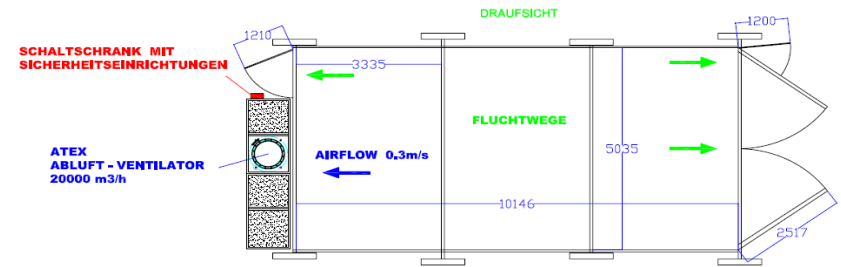 DRAUFSICHT
1210
1200
SCHALTSCHRANK MIT
SICHERHEITSEINRICHTUNGEN
3335
FLUCHTWEGE
ATEX
ABLUFT - VENTILATOR
20000 m3/h
AIRFLOW 0.3m/s
5035
10146
2517